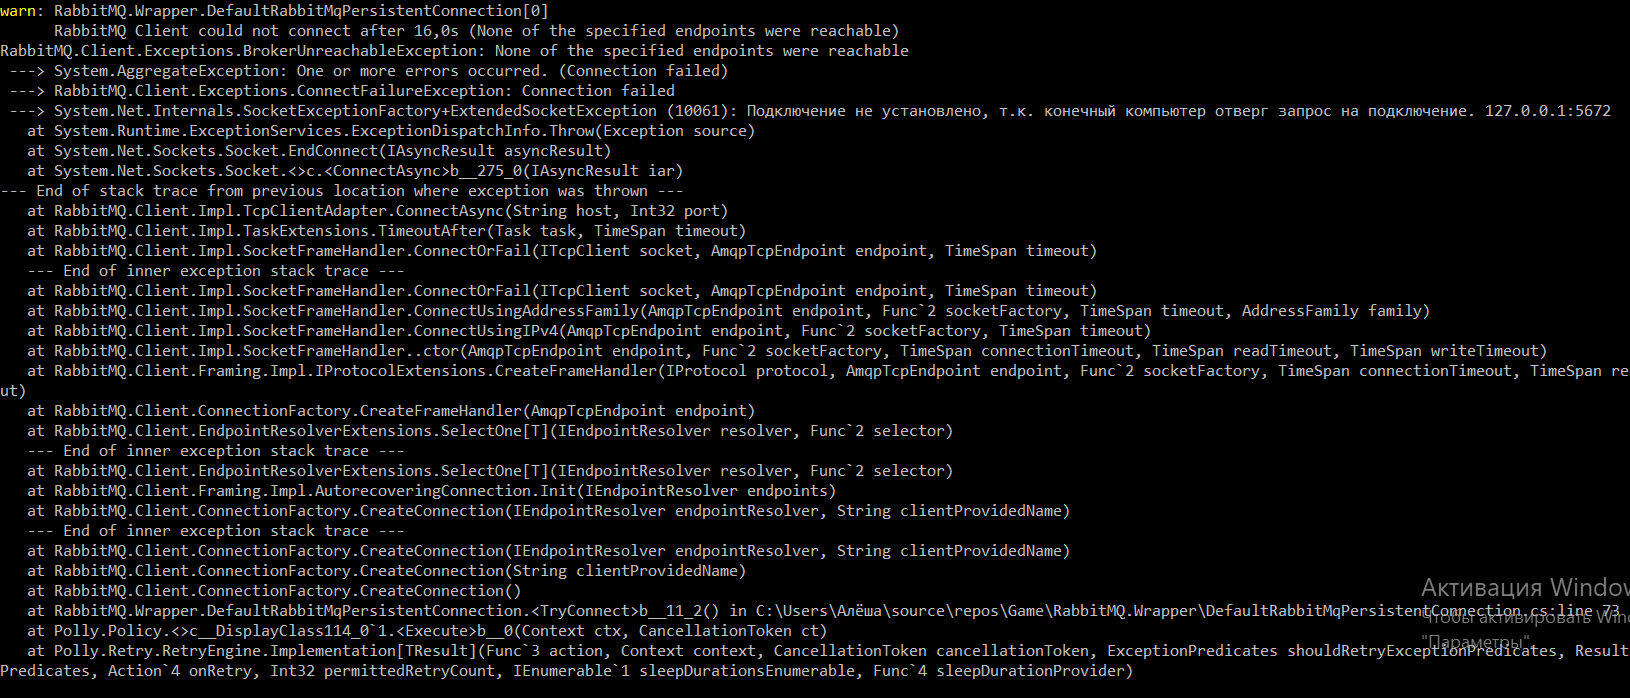 warn: RabbitMQ.Wrapper.DefaultRabbitMqPersistentConnection[0]
      RabbitMQ Client could not connect after 16,0s (None of the specified endpoints were reachable)
RabbitMQ.Client.Exceptions.BrokerUnreachableException: None of the specified endpoints were reachable
 ---> System.AggregateException: One or more errors occurred. (Connection failed)
 ---> RabbitMQ.Client.Exceptions.ConnectFailureException: Connection failed
 ---> System.Net.Internals.SocketExceptionFactory+ExtendedSocketException (10061): Подключение не установлено, т.к. конечный компьютер отверг запрос на подключение. 127.0.0.1:5672
   at System.Runtime.ExceptionServices.ExceptionDispatchInfo.Throw(Exception source)
   at System.Net.Sockets.Socket.EndConnect(IAsyncResult asyncResult)
   at System.Net.Sockets.Socket.<>c.<ConnectAsync>b__275_0(IAsyncResult iar)
--- End of stack trace from previous location where exception was thrown ---
   at RabbitMQ.Client.Impl.TcpClientAdapter.ConnectAsync(String host, Int32 port)
   at RabbitMQ.Client.Impl.TaskExtensions.TimeoutAfter(Task task, TimeSpan timeout)
   at RabbitMQ.Client.Impl.SocketFrameHandler.ConnectOrFail(ITcpClient socket, AmqpTcpEndpoint endpoint, TimeSpan timeout)
   --- End of inner exception stack trace ---
   at RabbitMQ.Client.Impl.SocketFrameHandler.ConnectOrFail(ITcpClient socket, AmqpTcpEndpoint endpoint, TimeSpan timeout)
   at RabbitMQ.Client.Impl.SocketFrameHandler.ConnectUsingAddressFamily(AmqpTcpEndpoint endpoint, Func`2 socketFactory, TimeSpan timeout, AddressFamily family)
   at RabbitMQ.Client.Impl.SocketFrameHandler.ConnectUsingIPv4(AmqpTcpEndpoint endpoint, Func`2 socketFactory, TimeSpan timeout)
   at RabbitMQ.Client.Impl.SocketFrameHandler..ctor(AmqpTcpEndpoint endpoint, Func`2 socketFactory, TimeSpan connectionTimeout, TimeSpan readTimeout, TimeSpan writeTimeout)
   at RabbitMQ.Client.Framing.Impl.IProtocolExtensions.CreateFrameHandler(IProtocol protocol, AmqpTcpEndpoint endpoint, Func`2 socketFactory, TimeSpan connectionTimeout, TimeSpan re
ut)
   at RabbitMQ.Client.ConnectionFactory.CreateFrameHandler(AmqpTcpEndpoint endpoint)
   at RabbitMQ.Client.EndpointResolverExtensions.SelectOne[T](IEndpointResolver resolver, Func`2 selector)
   --- End of inner exception stack trace ---
   at RabbitMQ.Client.EndpointResolverExtensions.SelectOne[T](IEndpointResolver resolver, Func`2 selector)
   at RabbitMQ.Client.Framing.Impl.AutorecoveringConnection.Init(IEndpointResolver endpoints)
   at RabbitMQ.Client.ConnectionFactory.CreateConnection(IEndpointResolver endpointResolver, String clientProvidedName)
   --- End of inner exception stack trace ---
   at RabbitMQ.Client.ConnectionFactory.CreateConnection(IEndpointResolver endpointResolver, String clientProvidedName)
   at RabbitMQ.Client.ConnectionFactory.CreateConnection(String clientProvidedName)
   at RabbitMQ.Client.ConnectionFactory.CreateConnection()
   at RabbitMQ.Wrapper.DefaultRabbitMqPersistentConnection.<TryConnect>b__11_2() in C:\Users\Алёша\source\repos\Game\RabbitMQ.Wrapper\DefaultRabbitMqPersistentConnection.cs:line 73
   at Polly.Policy.<>c__DisplayClass114_0`1.<Execute>b__0(Context ctx, CancellationToken ct)
   at Polly.Retry.RetryEngine.Implementation[TResult](Func`3 action, Context context, CancellationToken cancellationToken, ExceptionPredicates shouldRetryExceptionPredicates, Result
Predicates, Action`4 onRetry, Int32 permittedRetryCount, IEnumerable`1 sleepDurationsEnumerable, Func`4 sleepDurationProvider)
Активация Windov
Чтобы активировать Win
"Параметры".